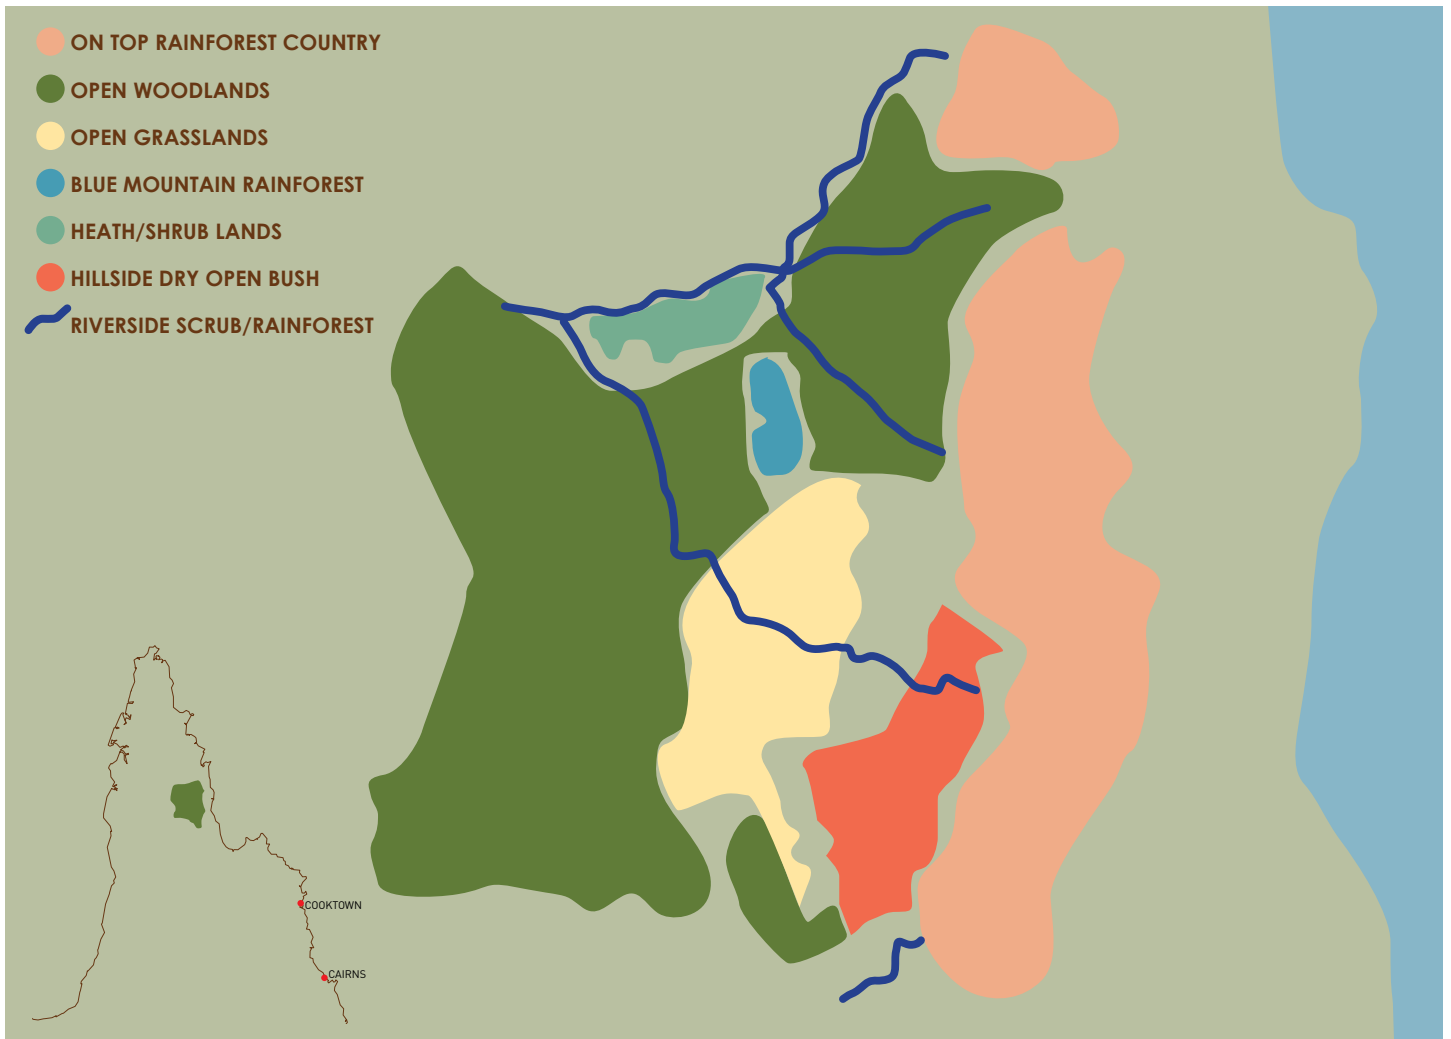 ON TOP RAINFOREST COUNTRY
OPEN WOODLANDS
OPEN GRASSLANDS
BLUE MOUNTAIN RAINFOREST
HEATH/SHRUB LANDS
HILLSIDE DRY OPEN BUSH
RIVERSIDE SCRUB/RAINFOREST
COOKTOWN
CAIRNS